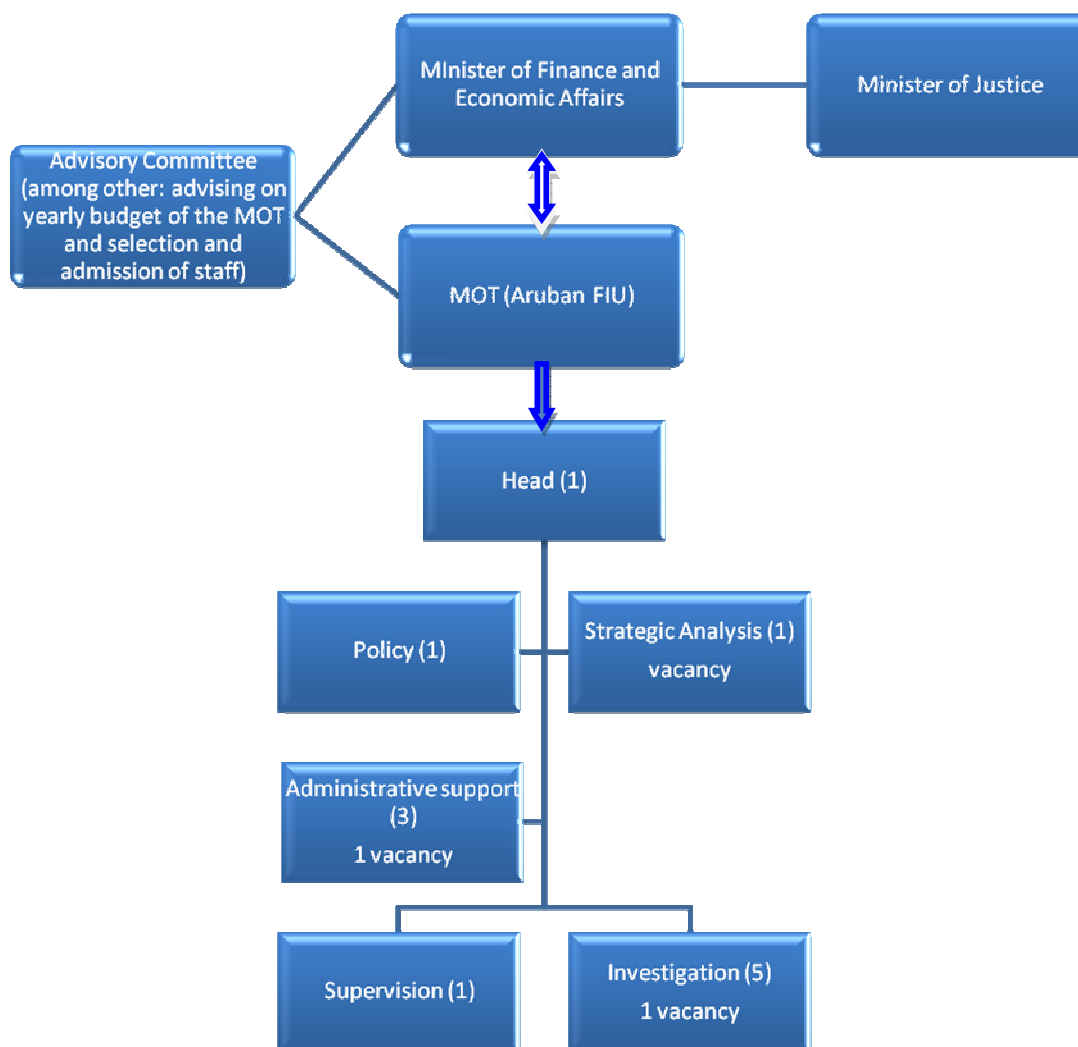 MInister of Finance and
Economic Affairs
Minister of Justice
Advisory Committee
(among other: advising on
yearly budget of the MOT
and selection and
admission of staff)
MOT (Aruban FIU)
Head (1)
Policy (1)
Strategic Analysis (1)
vacancy
Administrative support
(3)
1 vacancy
Supervision (1)
Investigation (5)
1 vacancy